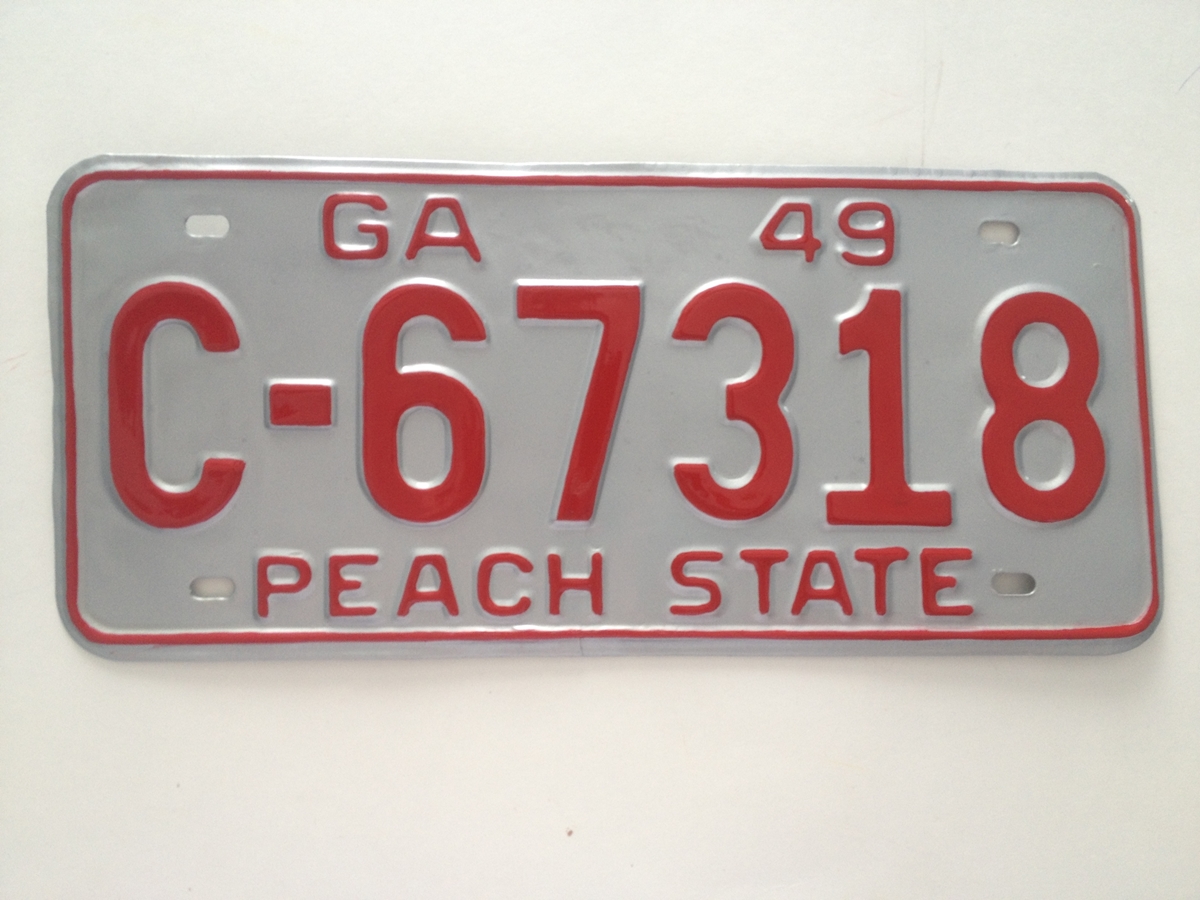 GA 49
C-67318
PEACH STATE